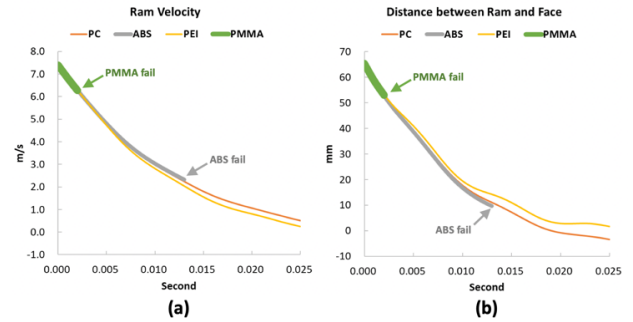 Ram Velocity
PC ABS PEI PMMA
8.0
7.0
6.0
5.0
4.0
3.0
2.0
1.0
0.0
-1.0
m/s
PMMA fail
ABS fail
0.000 0.005 0.010 0.015 0.020 0.025
Second
(a)
Distance between Ram and Face
PC ABS PEI PMMA
70
60
50
40
30
20
10
0
-10
mm
PMMA fail
ABS fail
0.000 0.005 0.010 0.015 0.020 0.025
Second
(b)